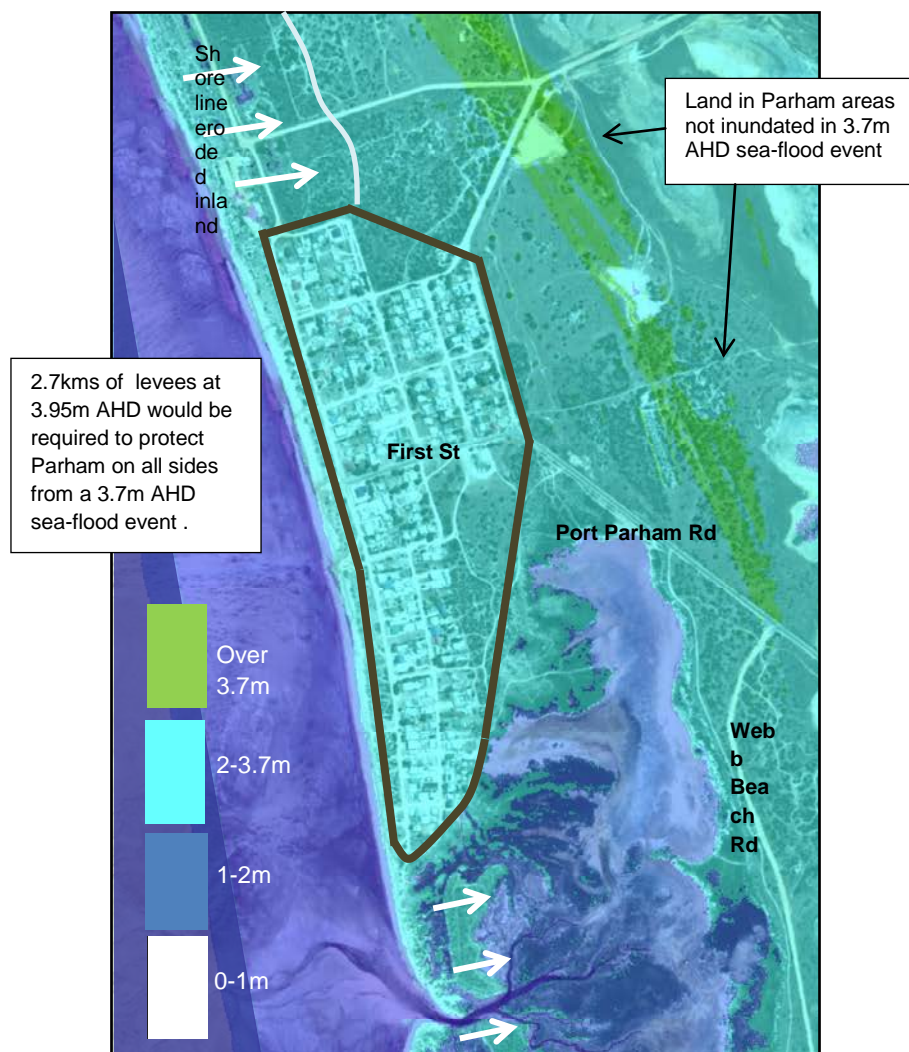 Sh
ore
line
ero
de
d
inla
nd
Land in Parham areas
not inundated in 3.7m
AHD sea-flood event
2.7kms of levees at
3.95m AHD would be
required to protect
Parham on all sides
from a 3.7m AHD
sea-flood event .
First St
Port Parham Rd
Web
b
Bea
ch
Rd
Over
3.7m
2-3.7m
1-2m
0-1m